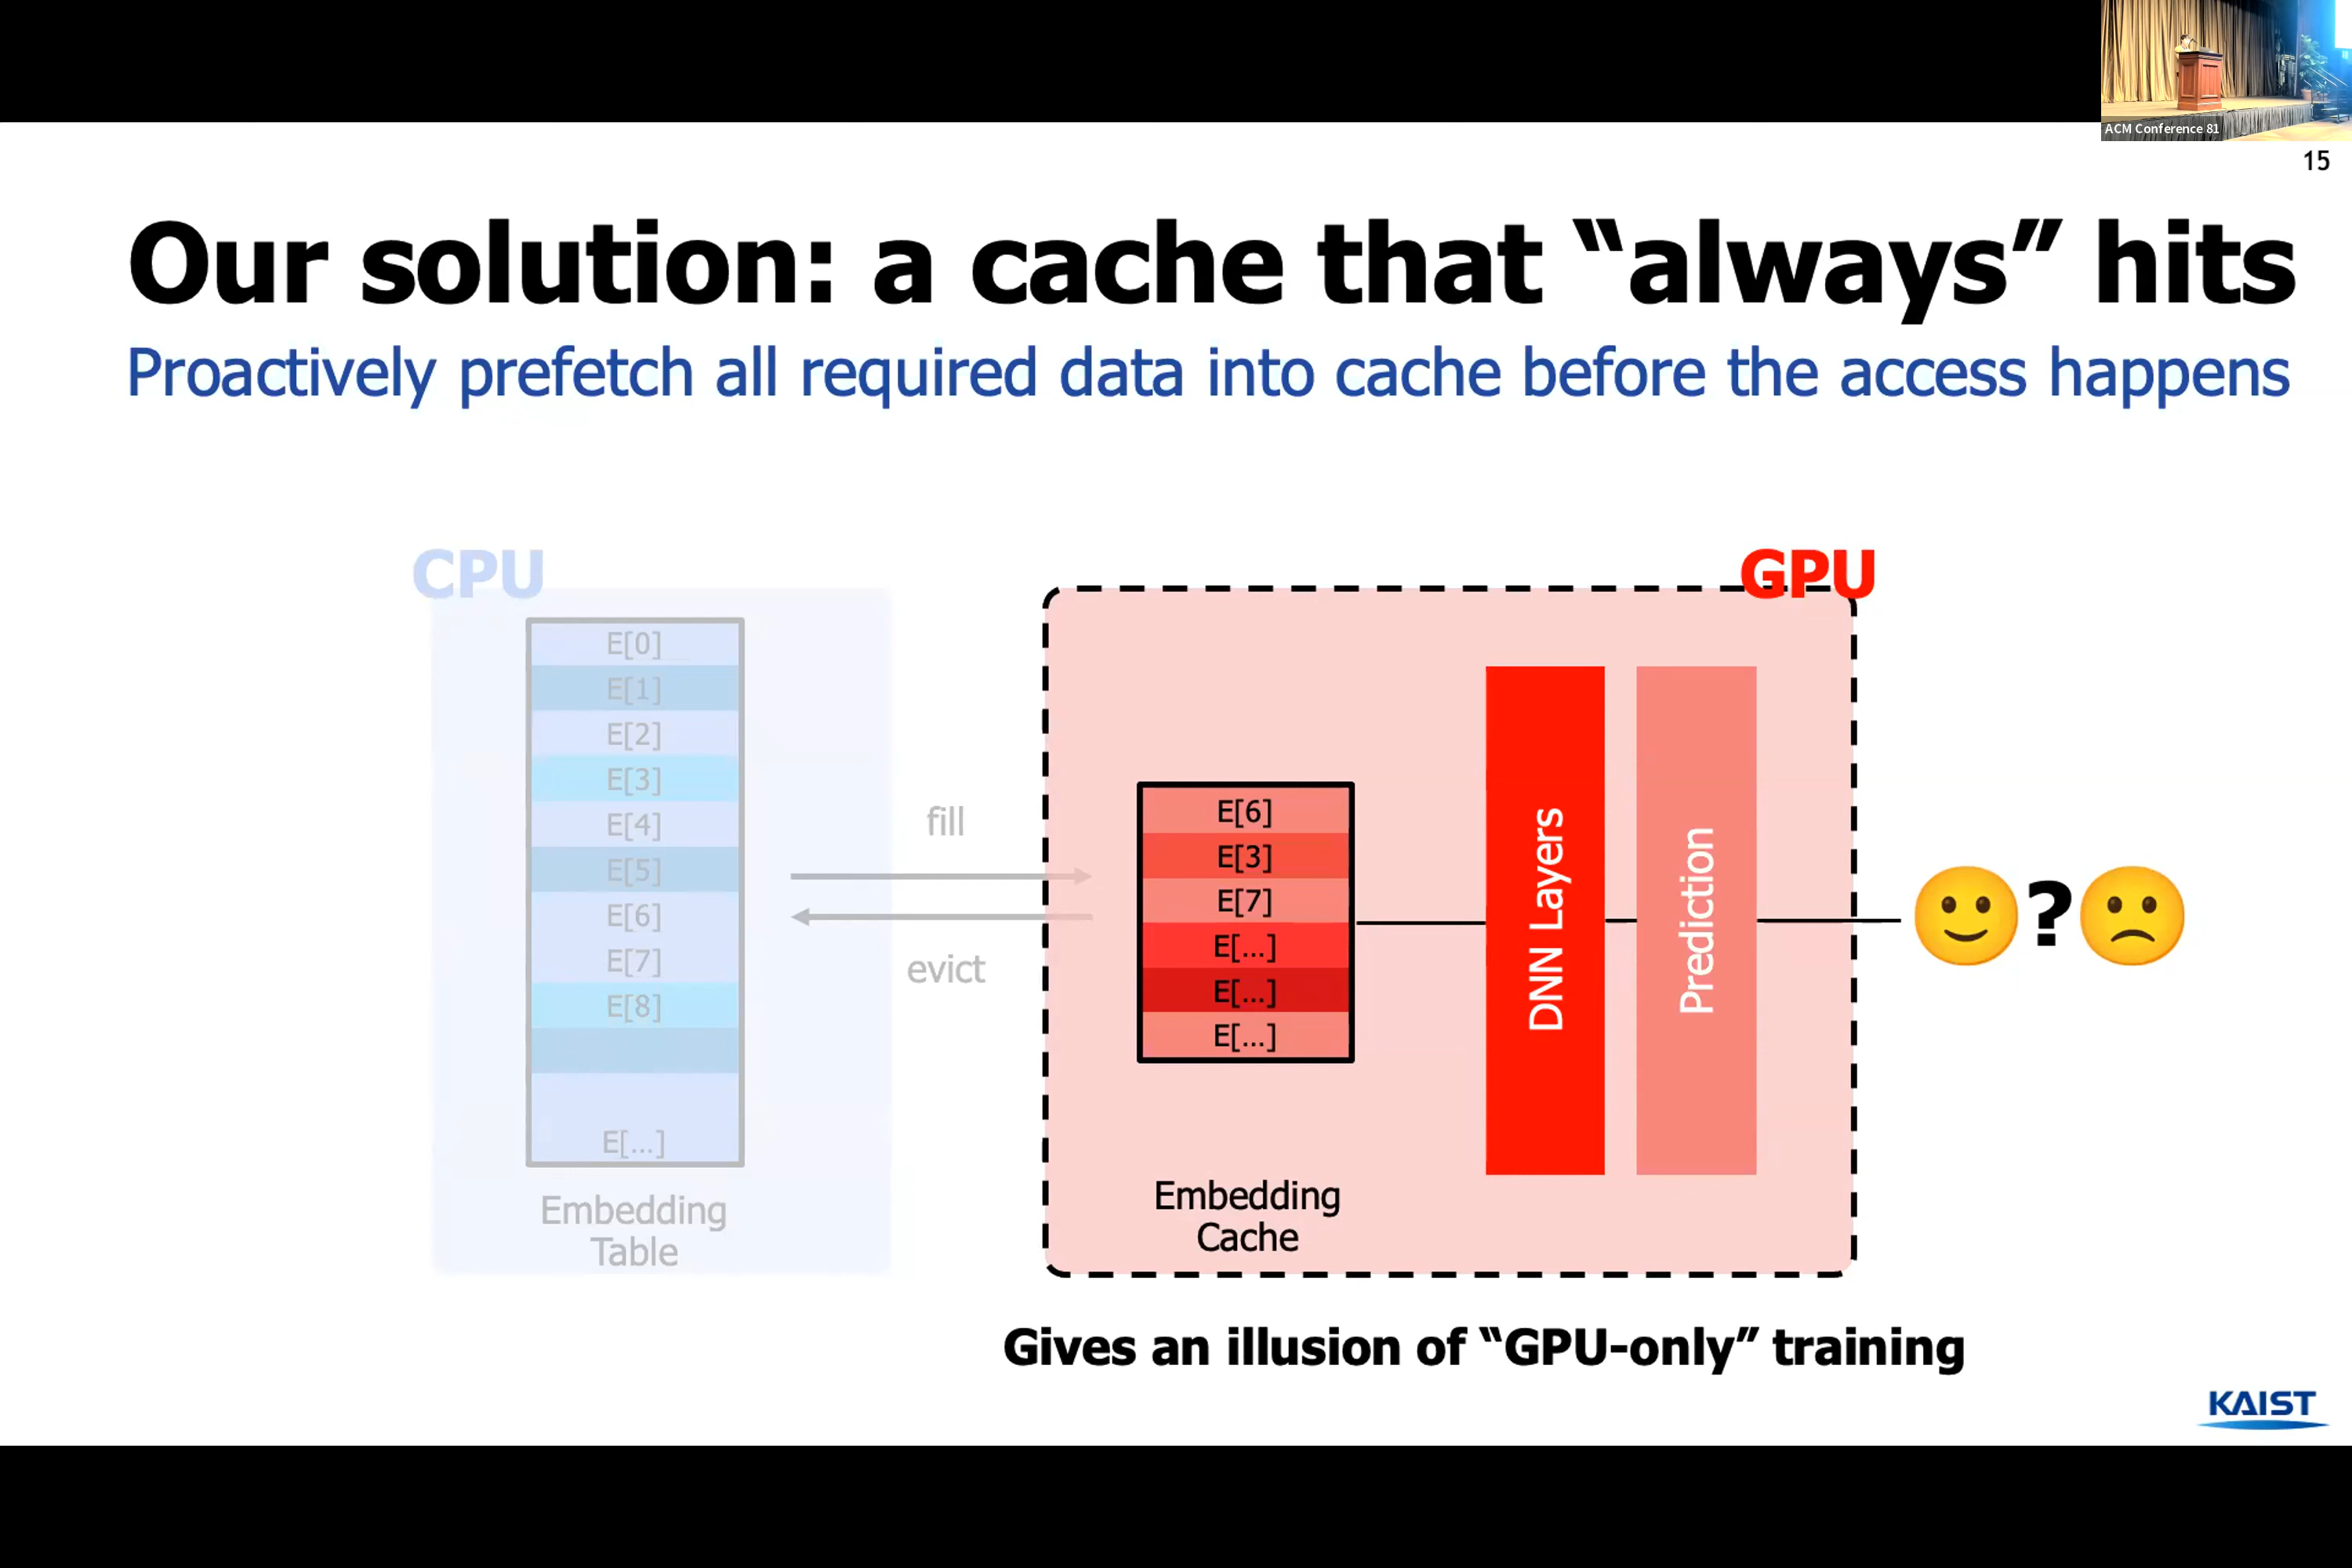 ACM Conference 81
15
Our solution: a cache that “always” hits
Proactively prefetch all required data into cache before the access happens
CPU
E[0]
E[1]
E[2]
E[3]
E[4]
E[5]
E[6]
E[7]
E[8]
E[...]
Embedding
Table
fill
evict
GPU
E[6]
E[3]
E[7]
E[...]
E[...]
E[...]
Embedding
Cache
DNN Layers
Prediction
?
Gives an illusion of “GPU-only” training
KAIST